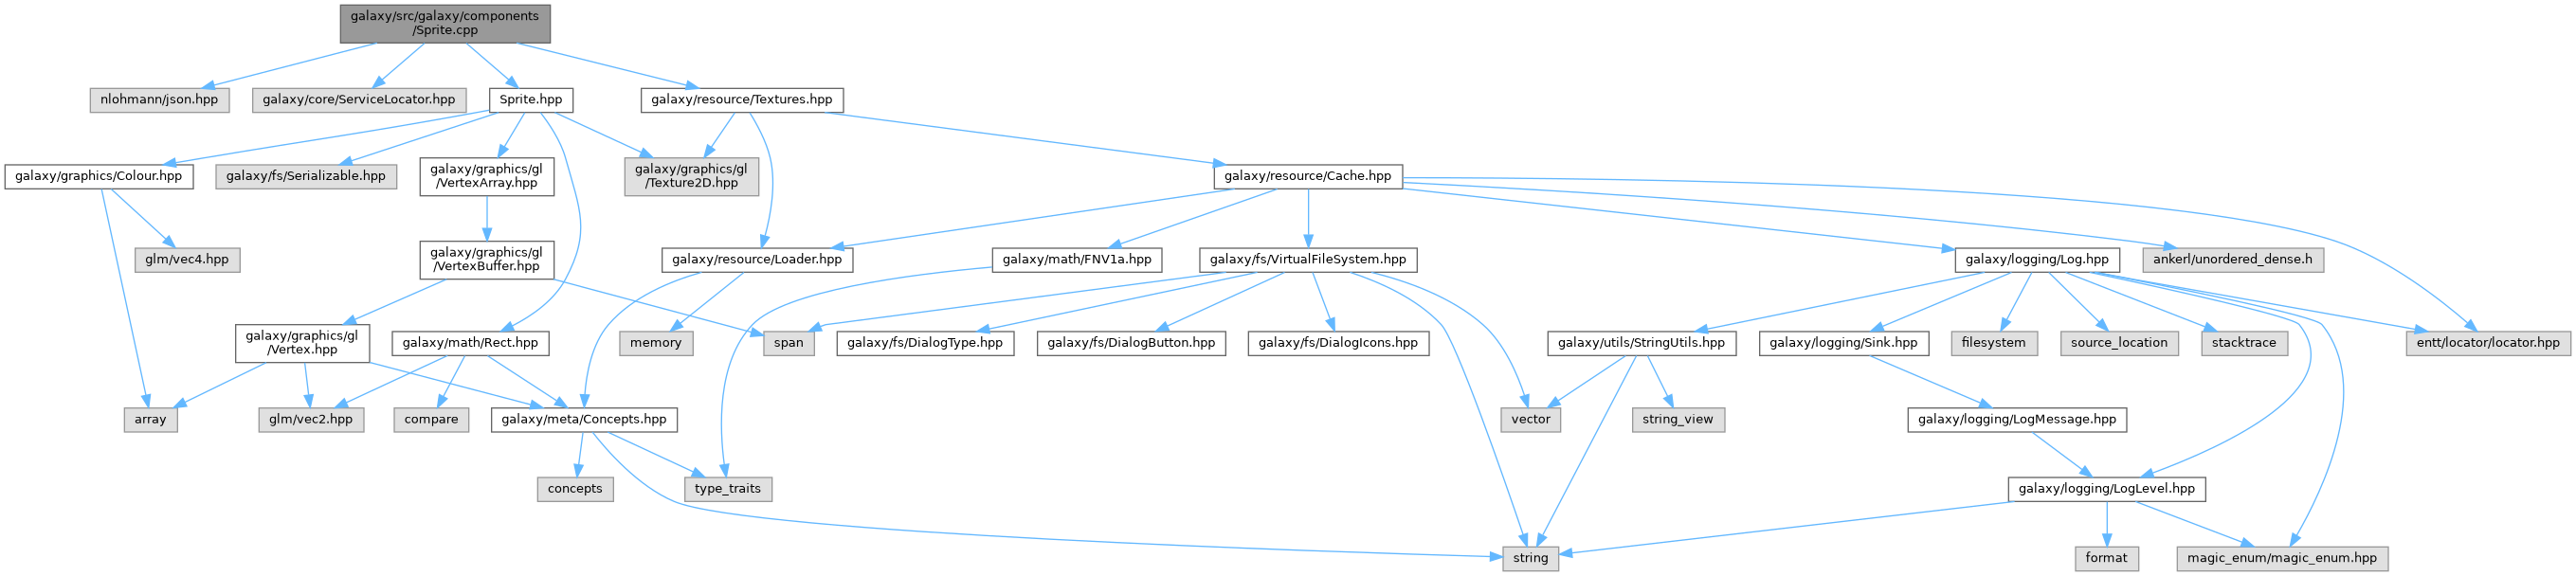 galaxy/src/galaxy/components
/Sprite.cpp
nlohmann/json.hpp
galaxy/core/ServiceLocator.hpp
Sprite.hpp
galaxy/resource/Textures.hpp
galaxy/graphics/Colour.hpp
galaxy/fs/Serializable.hpp
galaxy/graphics/gl
/VertexArray.hpp
galaxy/graphics/gl
/Texture2D.hpp
galaxy/resource/Cache.hpp
glm/vec4.hpp
galaxy/graphics/gl
/VertexBuffer.hpp
galaxy/resource/Loader.hpp
galaxy/math/FNV1a.hpp
galaxy/fs/VirtualFileSystem.hpp
galaxy/logging/Log.hpp
ankerl/unordered_dense.h
galaxy/graphics/gl
/Vertex.hpp
galaxy/math/Rect.hpp
memory
span
galaxy/fs/DialogType.hpp
galaxy/fs/DialogButton.hpp
galaxy/fs/DialogIcons.hpp
galaxy/utils/StringUtils.hpp
galaxy/logging/Sink.hpp
filesystem
source_location
stacktrace
entt/locator/locator.hpp
array
glm/vec2.hpp
compare
galaxy/meta/Concepts.hpp
vector
string_view
galaxy/logging/LogMessage.hpp
concepts
type_traits
galaxy/logging/LogLevel.hpp
string
format
magic_enum/magic_enum.hpp